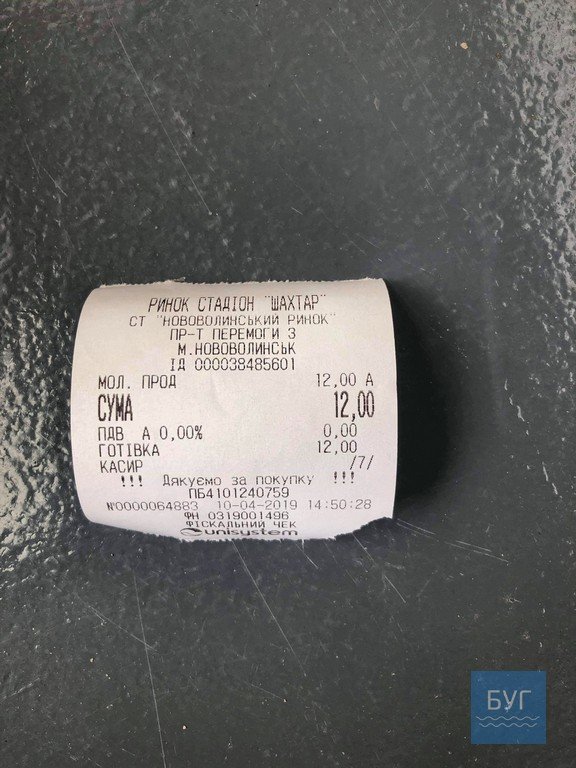 РИНОК СТАДІОН "ШАХТАР"
СТ "НОВОВОЛИНСЬКИЙ РИНОК"
ПР-Т ПЕРЕМОГИ 3
М.НОВОВОЛИНСЬК
ІД 000038485601
МОЛ. ПРОД 12,00 А
СУМА 12,00
ПДВ А 0,00% 0,00
ГОТІВКА 12,00
КАСИР /7/
!!! Дякуємо за покупку !!!
ПБ4101240759
№0000064883 10-04-2019 14:50:28
ФН 0319001496
ФІСКАЛЬНИЙ ЧЕК
unisystem
БУГ